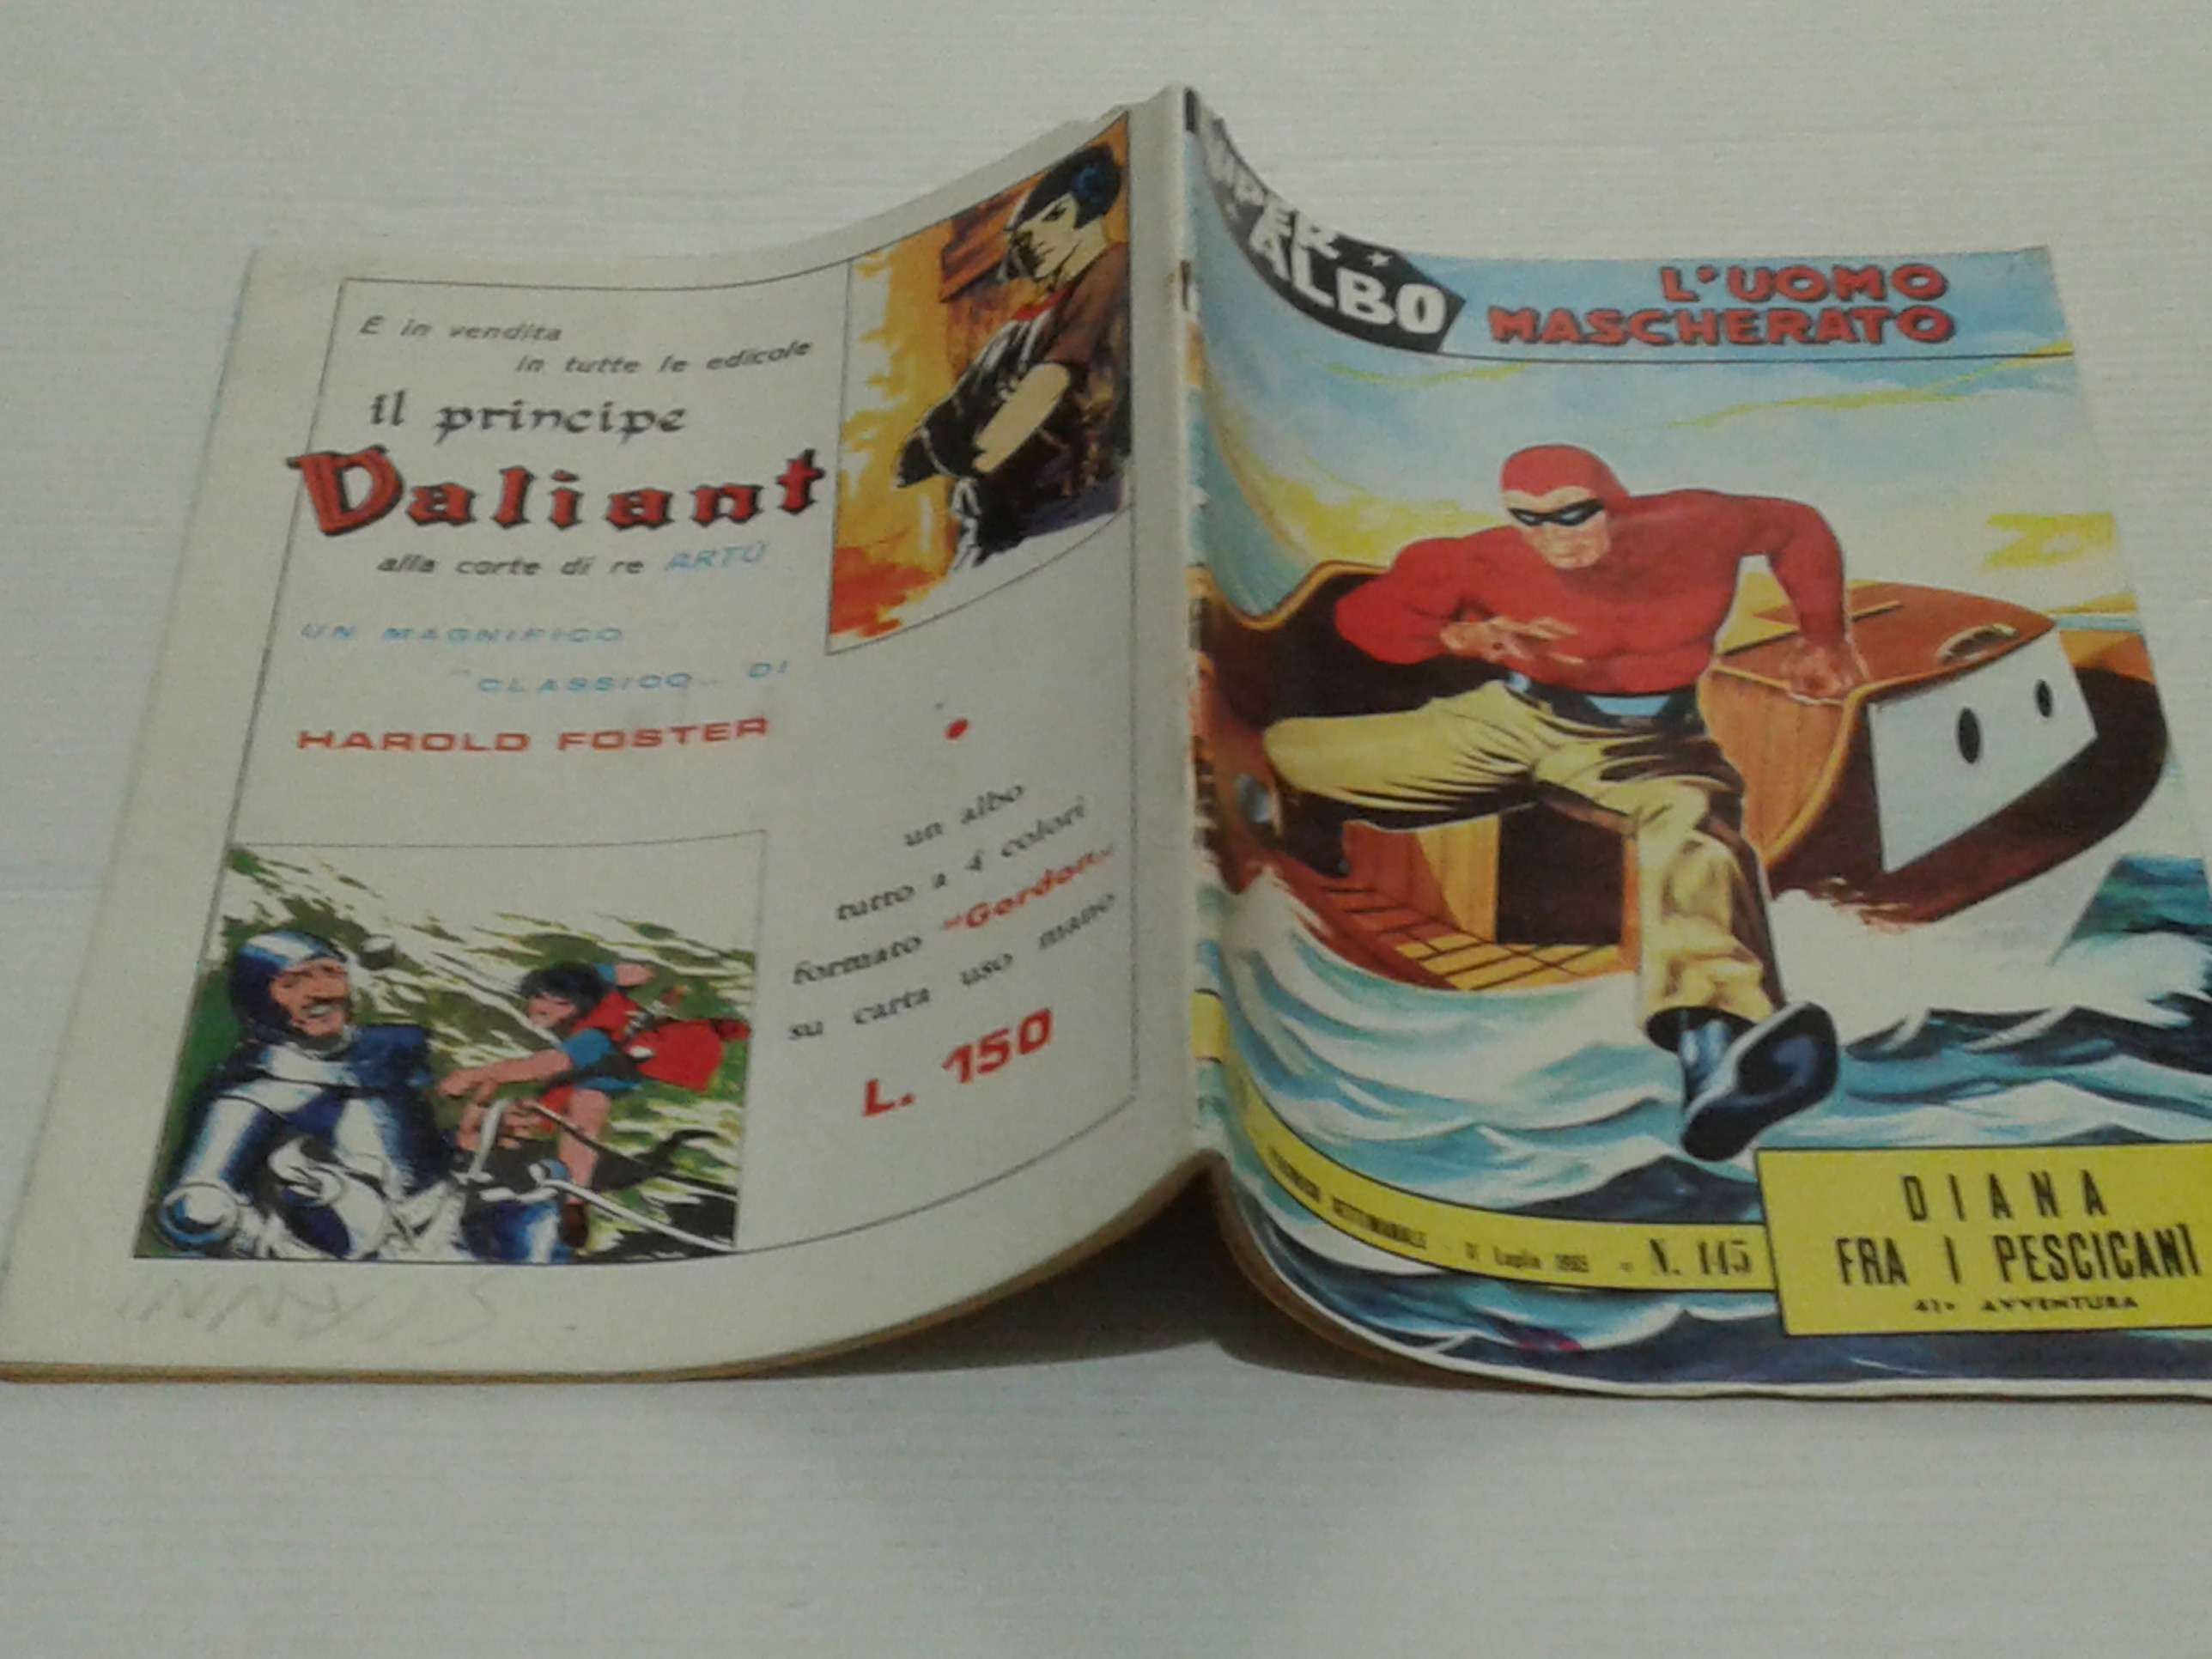 E in vendita
in tutte le edicole
il principe
Valiant
alla corte di re ARTÙ
UN MAGNIFICO
"CLASSICO" DI
HAROLD FOSTER
un albo
tutto a 4 colori
formato "Gordon"
su carta uso mano
L. 150
SUPER
ALBO
L'UOMO
MASCHERATO
SETTIMANALE - Luglio - N. 145
DIANA
FRA I PESCICANI
41ª AVVENTURA